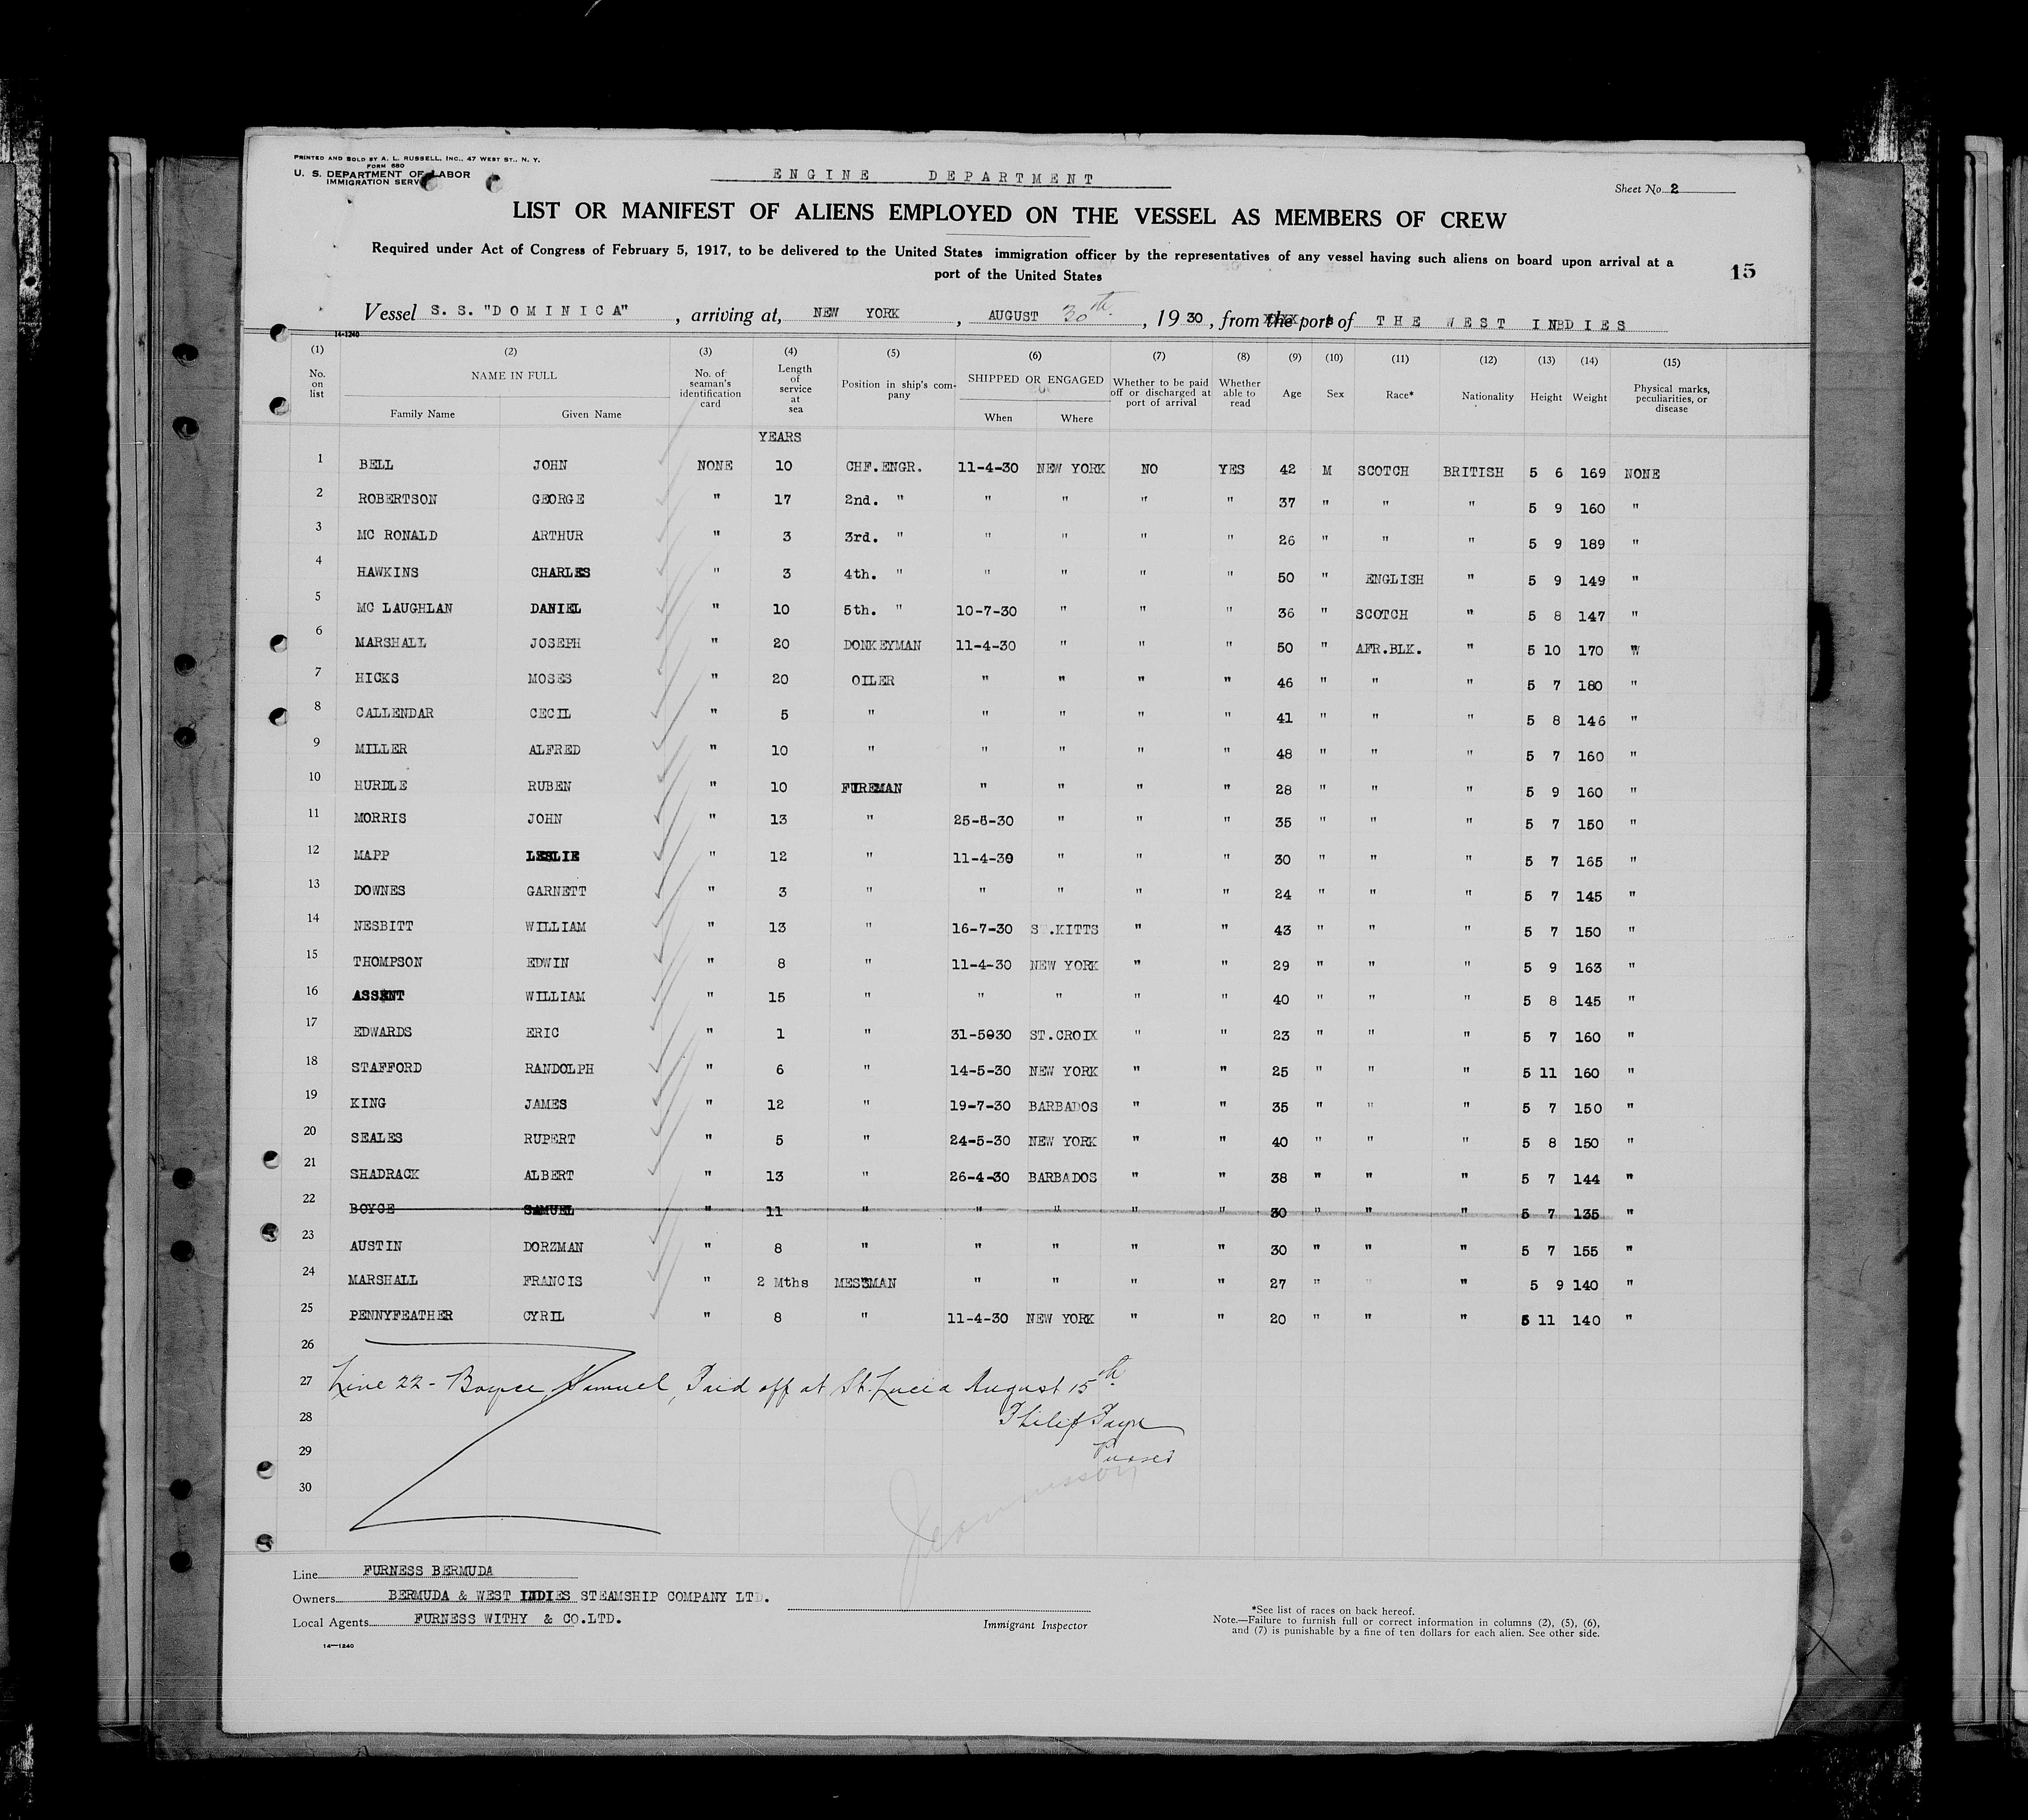 PRINTED AND SOLD BY A. L. RUSSELL, INC., 47 WEST ST., N. Y.
FORM 680
U. S. DEPARTMENT OF LABOR
IMMIGRATION SERV
ENGINE DEPARTMENT
Sheet No. 2
LIST OR MANIFEST OF ALIENS EMPLOYED ON THE VESSEL AS MEMBERS OF CREW
Required under Act of Congress of February 5, 1917, to be delivered to the United States immigration officer by the representatives of any vessel having such aliens on board upon arrival at a
port of the United States
15
Vessel S. S. "DOMINICA", arriving at, NEW YORK, AUGUST 30th, 1930, from the port of THE WEST INDIES
14-1240
(1) (2) (3) (4) (5) (6) (7) (8) (9) (10) (11) (12) (13) (14) (15)
No. on list NAME IN FULL Family Name Given Name No. of seaman's identification card Length of service at sea Position in ship's company SHIPPED OR ENGAGED When Where Whether to be paid off or discharged at port of arrival Whether able to read Age Sex Race* Nationality Height Weight Physical marks, peculiarities, or disease
YEARS
1 BELL JOHN NONE 10 CHF.ENGR. 11-4-30 NEW YORK NO YES 42 M SCOTCH BRITISH 5 6 169 NONE
2 ROBERTSON GEORGE " 17 2nd. " " " " " 37 " " " 5 9 160 "
3 MC RONALD ARTHUR " 3 3rd. " " " " " 26 " " " 5 9 189 "
4 HAWKINS CHARLES " 3 4th. " " " " " 50 " ENGLISH " 5 9 149 "
5 MC LAUGHLAN DANIEL " 10 5th. " 10-7-30 " " " 36 " SCOTCH " 5 8 147 "
6 MARSHALL JOSEPH " 20 DONKEYMAN 11-4-30 " " " 50 " AFR.BLK. " 5 10 170 "
7 HICKS MOSES " 20 OILER " " " " 46 " " " 5 7 180 "
8 CALLENDAR CECIL " 5 " " " " " 41 " " " 5 8 146 "
9 MILLER ALFRED " 10 " " " " " 48 " " " 5 7 160 "
10 HURDLE RUBEN " 10 FIREMAN " " " " 28 " " " 5 9 160 "
11 MORRIS JOHN " 13 " 25-8-30 " " " 35 " " " 5 7 150 "
12 MAPP LESLIE " 12 " 11-4-30 " " " 30 " " " 5 7 165 "
13 DOWNES GARNETT " 3 " " " " " 24 " " " 5 7 145 "
14 NESBITT WILLIAM " 13 " 16-7-30 ST.KITTS " " 43 " " " 5 7 150 "
15 THOMPSON EDWIN " 8 " 11-4-30 NEW YORK " " 29 " " " 5 9 163 "
16 ASSENT WILLIAM " 15 " " " " " 40 " " " 5 8 145 "
17 EDWARDS ERIC " 1 " 31-5-30 ST.CROIX " " 23 " " " 5 7 160 "
18 STAFFORD RANDOLPH " 6 " 14-5-30 NEW YORK " " 25 " " " 5 11 160 "
19 KING JAMES " 12 " 19-7-30 BARBADOS " " 35 " " " 5 7 150 "
20 SEALES RUPERT " 5 " 24-5-30 NEW YORK " " 40 " " " 5 8 150 "
21 SHADRACK ALBERT " 13 " 26-4-30 BARBADOS " " 38 " " " 5 7 144 "
22 BOYCE SAMUEL " 11 " " " " " 30 " " " 5 7 135 "
23 AUSTIN DORZMAN " 8 " " " " " 30 " " " 5 7 155 "
24 MARSHALL FRANCIS " 2 Mths MESSMAN " " " " 27 " " " 5 9 140 "
25 PENNYFEATHER CYRIL " 8 " 11-4-30 NEW YORK " " 20 " " " 5 11 140 "
26
27 Line 22 - Boyce, Samuel, Paid off at St. Lucia August 15th
28 Philip
29 Purser
30
Line FURNESS BERMUDA
Owners BERMUDA & WEST INDIES STEAMSHIP COMPANY LTD.
Local Agents FURNESS WITHY & CO.LTD.
Immigrant Inspector
*See list of races on back hereof.
Note.—Failure to furnish full or correct information in columns (2), (5), (6),
and (7) is punishable by a fine of ten dollars for each alien. See other side.
14—1240